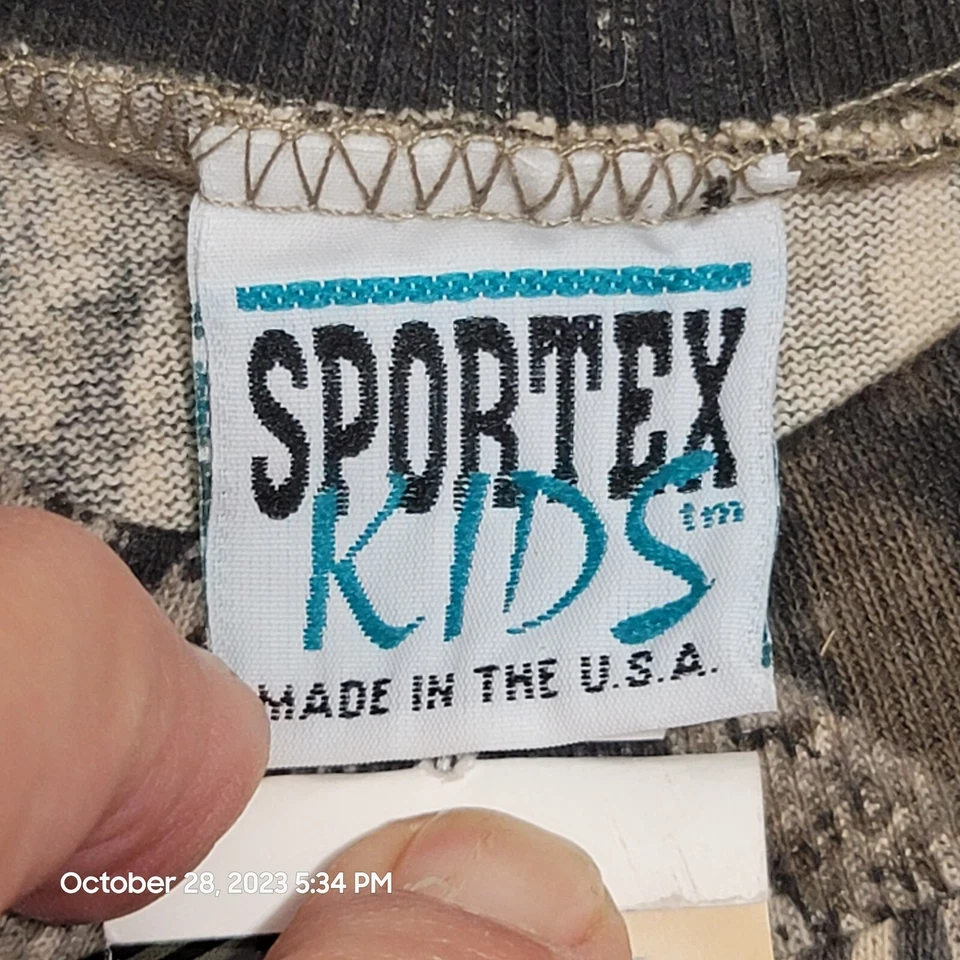 SPORTEX
KIDS tm
MADE IN THE U.S.A.
October 28, 2023 5:34 PM